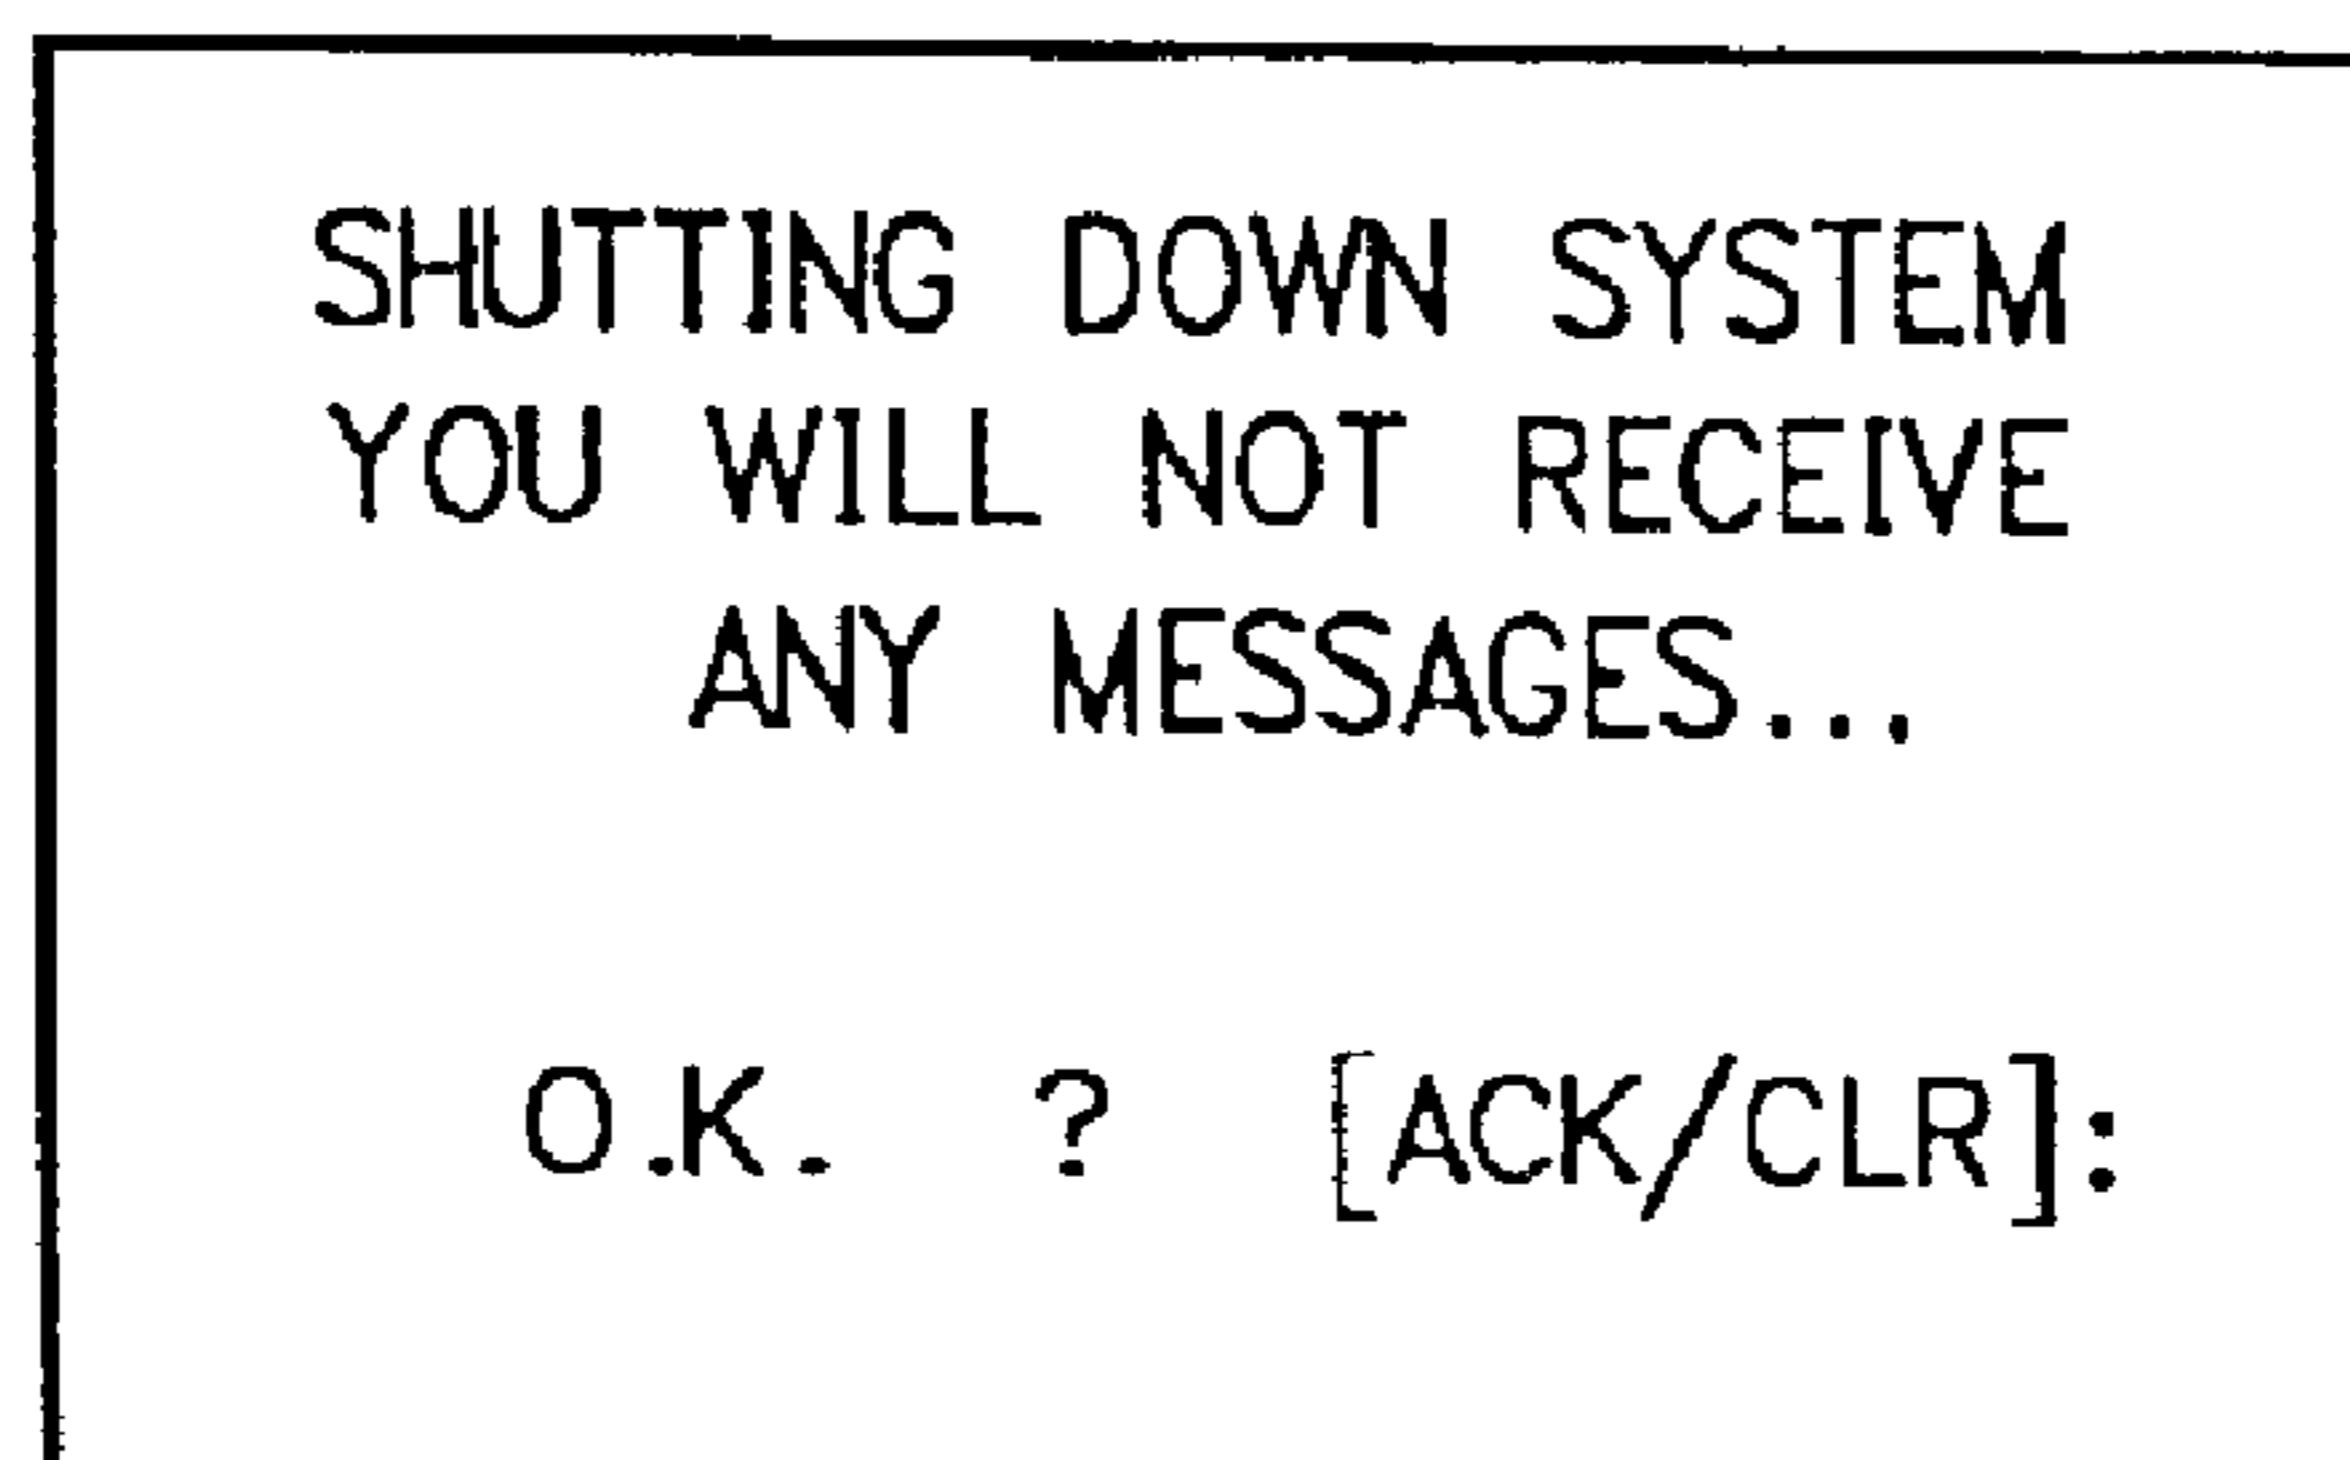 SHUTTING DOWN SYSTEM
YOU WILL NOT RECEIVE
ANY MESSAGES...
O.K. ? [ACK/CLR]: